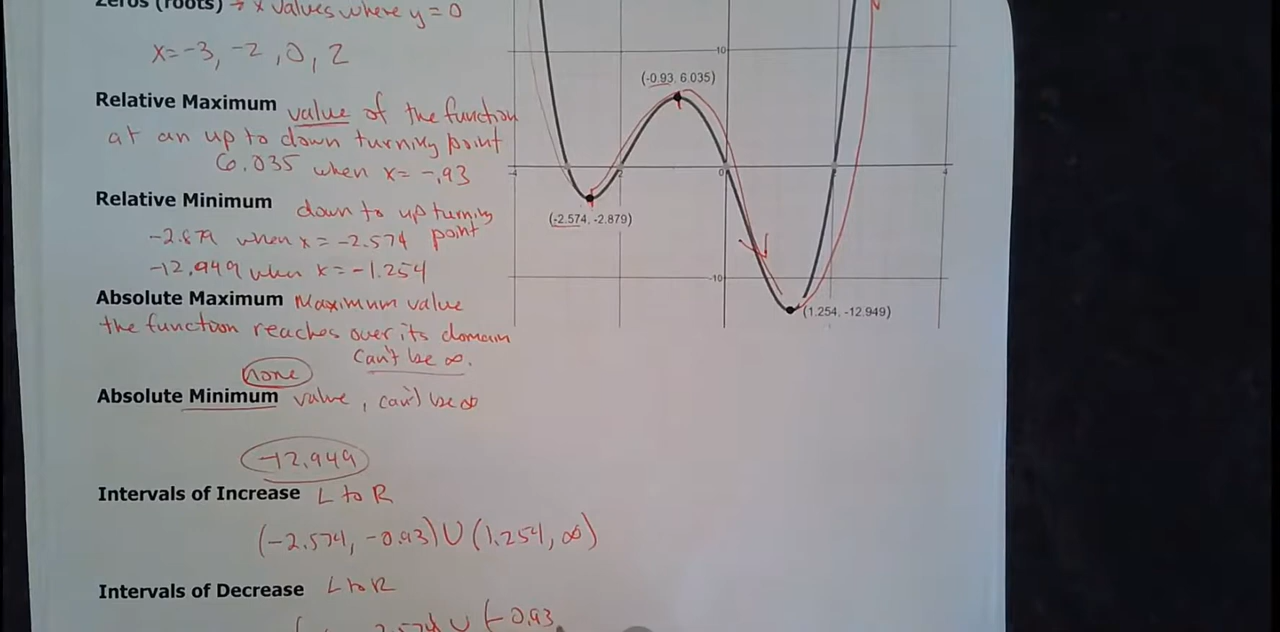 Zeros (roots) → x values where y = 0
x = -3, -2, 0, 2
Relative Maximum value of the function
at an up to down turning point
6.035 when x = -.93
Relative Minimum down to up turning
point
-2.879 when x = -2.574
-12.949 when x = -1.254
Absolute Maximum Maximum value
the function reaches over its domain
can't be ∞.
none
Absolute Minimum value, can't be ∞
-12.949
Intervals of Increase L to R
(-2.574, -0.93) ∪ (1.254, ∞)
Intervals of Decrease L to R
2.574) ∪ (-0.93
10
(-0.93, 6.035)
-4
-2
0
2
4
(-2.574, -2.879)
-10
(1.254, -12.949)